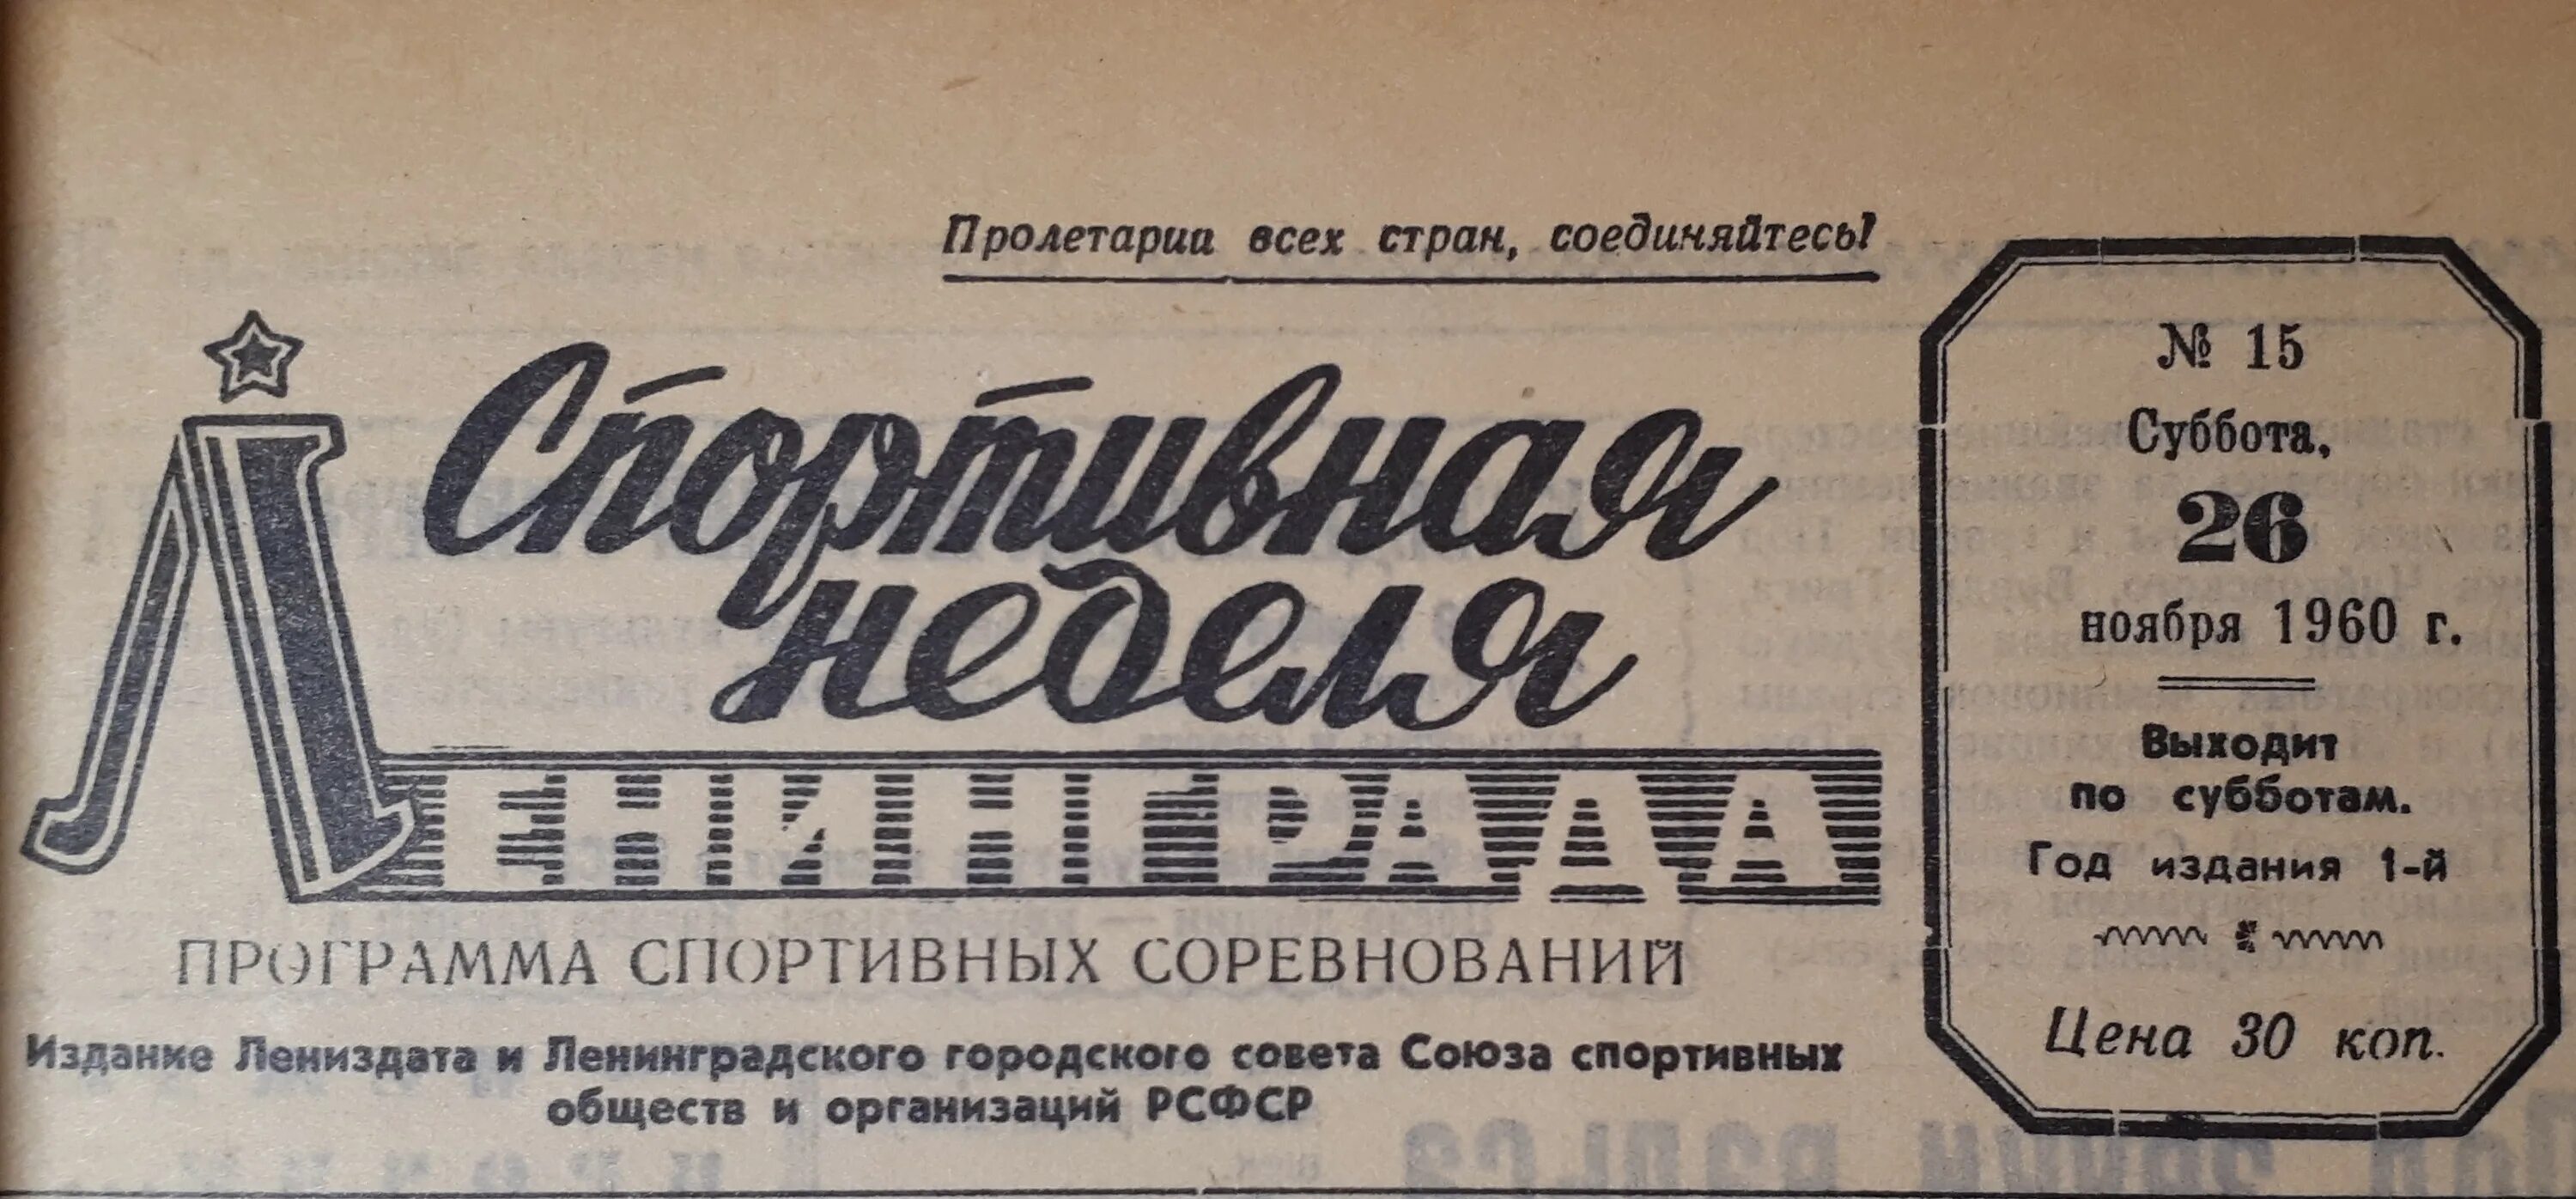 Пролетарии всех стран, соединяйтесь!
Спортивная
неделя
ЛЕНИНГРАДА
ПРОГРАММА СПОРТИВНЫХ СОРЕВНОВАНИЙ
Издание Лениздата и Ленинградского городского совета Союза спортивных
обществ и организаций РСФСР
№ 15
Суббота,
26
ноября 1960 г.
Выходит
по субботам.
Год издания 1-й
Цена 30 коп.